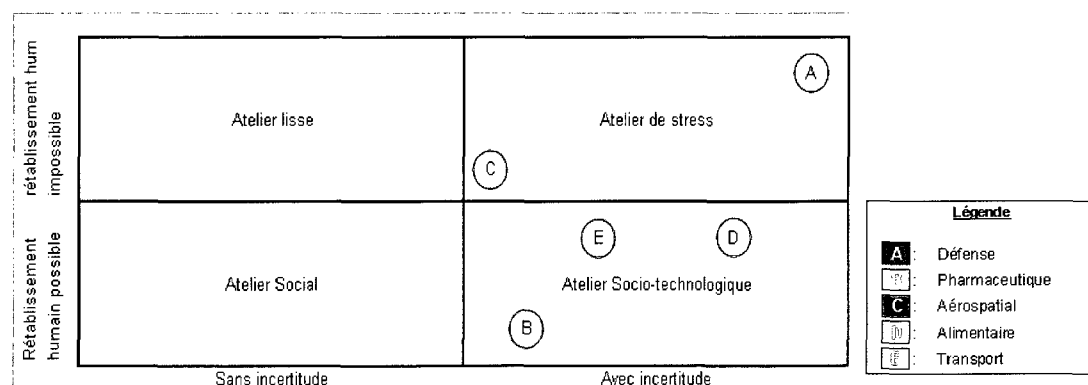 rétablissement hum
impossible
Atelier lisse
Atelier de stress
A
C
Rétablissement
humain possible
Atelier Social
Atelier Socio-technologique
E
D
B
Sans incertitude
Avec incertitude
Légende
A : Défense
: Pharmaceutique
C : Aérospatial
: Alimentaire
E : Transport